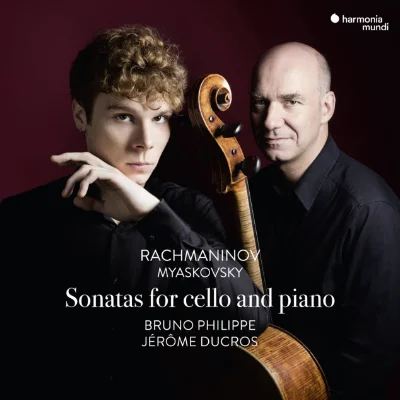 harmonia
mundi
RACHMANINOV
MYASKOVSKY
Sonatas for cello and piano
BRUNO PHILIPPE
JÉRÔME DUCROS